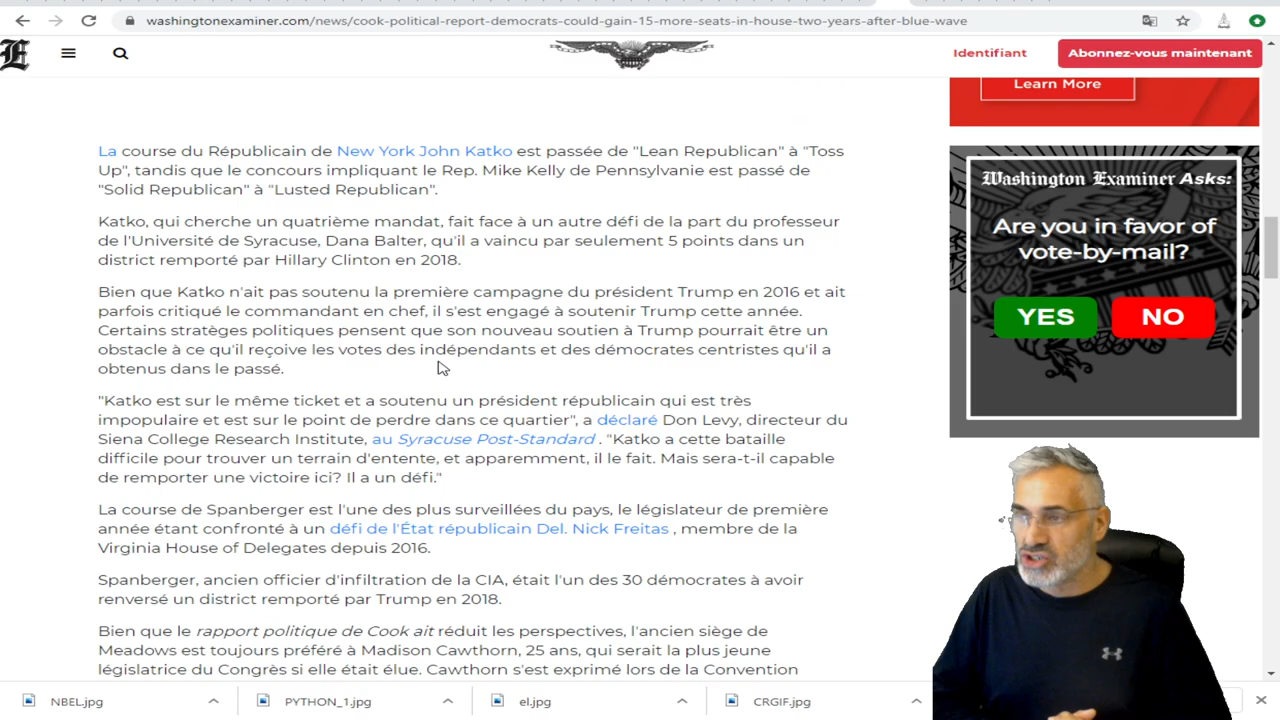 washingtonexaminer.com/news/cook-political-report-democrats-could-gain-15-more-seats-in-house-two-years-after-blue-wave
E
Identifiant
Abonnez-vous maintenant
Learn More
La course du Républicain de New York John Katko est passée de "Lean Republican" à "Toss
Up", tandis que le concours impliquant le Rep. Mike Kelly de Pennsylvanie est passé de
"Solid Republican" à "Lusted Republican".
Katko, qui cherche un quatrième mandat, fait face à un autre défi de la part du professeur
de l'Université de Syracuse, Dana Balter, qu'il a vaincu par seulement 5 points dans un
district remporté par Hillary Clinton en 2018.
Bien que Katko n'ait pas soutenu la première campagne du président Trump en 2016 et ait
parfois critiqué le commandant en chef, il s'est engagé à soutenir Trump cette année.
Certains stratèges politiques pensent que son nouveau soutien à Trump pourrait être un
obstacle à ce qu'il reçoive les votes des indépendants et des démocrates centristes qu'il a
obtenus dans le passé.
"Katko est sur le même ticket et a soutenu un président républicain qui est très
impopulaire et est sur le point de perdre dans ce quartier", a déclaré Don Levy, directeur du
Siena College Research Institute, au Syracuse Post-Standard . "Katko a cette bataille
difficile pour trouver un terrain d'entente, et apparemment, il le fait. Mais sera-t-il capable
de remporter une victoire ici? Il a un défi."
La course de Spanberger est l'une des plus surveillées du pays, le législateur de première
année étant confronté à un défi de l'État républicain Del. Nick Freitas , membre de la
Virginia House of Delegates depuis 2016.
Spanberger, ancien officier d'infiltration de la CIA, était l'un des 30 démocrates à avoir
renversé un district remporté par Trump en 2018.
Bien que le rapport politique de Cook ait réduit les perspectives, l'ancien siège de
Meadows est toujours préféré à Madison Cawthorn, 25 ans, qui serait la plus jeune
législatrice du Congrès si elle était élue. Cawthorn s'est exprimé lors de la Convention
Washington Examiner Asks:
Are you in favor of
vote-by-mail?
YES
NO
NBEL.jpg
PYTHON_1.jpg
el.jpg
CRGIF.jpg